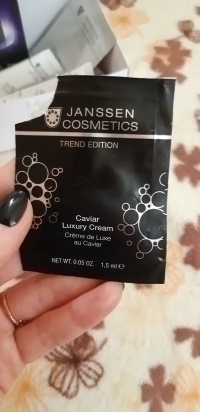 JANSSEN
COSMETICS
TREND EDITION
Caviar
Luxury Cream
Crème de Luxe
au Caviar
NET WT. 0.05 OZ. 1,5 ml ℮